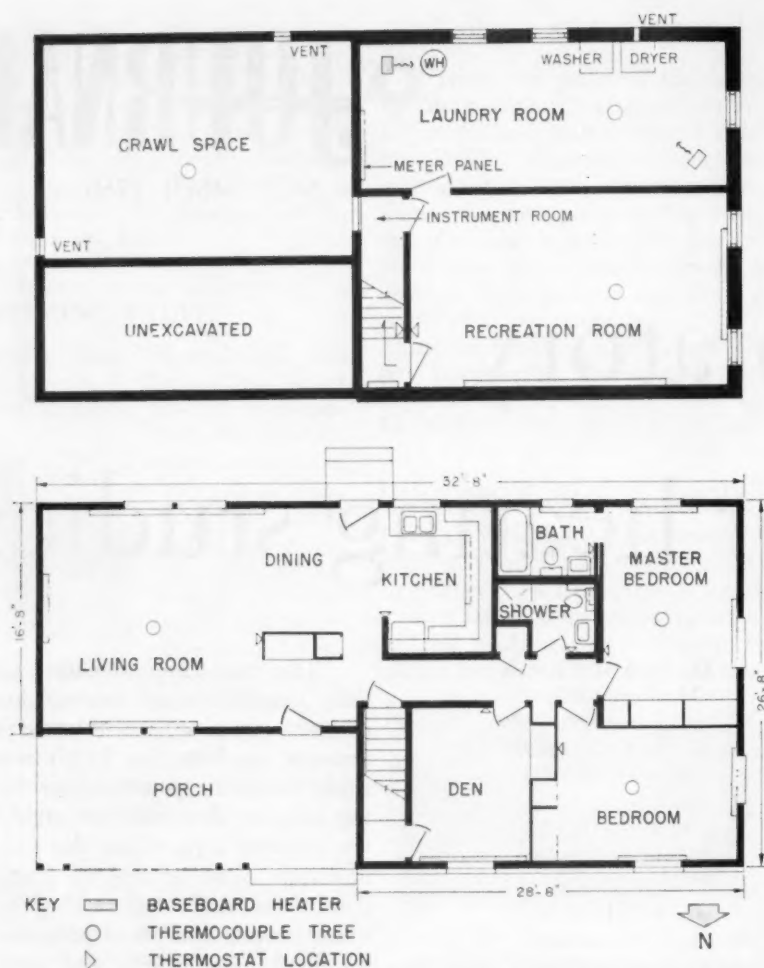 VENT
VENT
WH
WASHER
DRYER
LAUNDRY ROOM
CRAWL SPACE
METER PANEL
INSTRUMENT ROOM
VENT
UNEXCAVATED
RECREATION ROOM
32'-8"
DINING
BATH
KITCHEN
MASTER
BEDROOM
SHOWER
16'-8"
LIVING ROOM
26'-8"
PORCH
DEN
BEDROOM
28'-8"
KEY
BASEBOARD HEATER
THERMOCOUPLE TREE
THERMOSTAT LOCATION
N